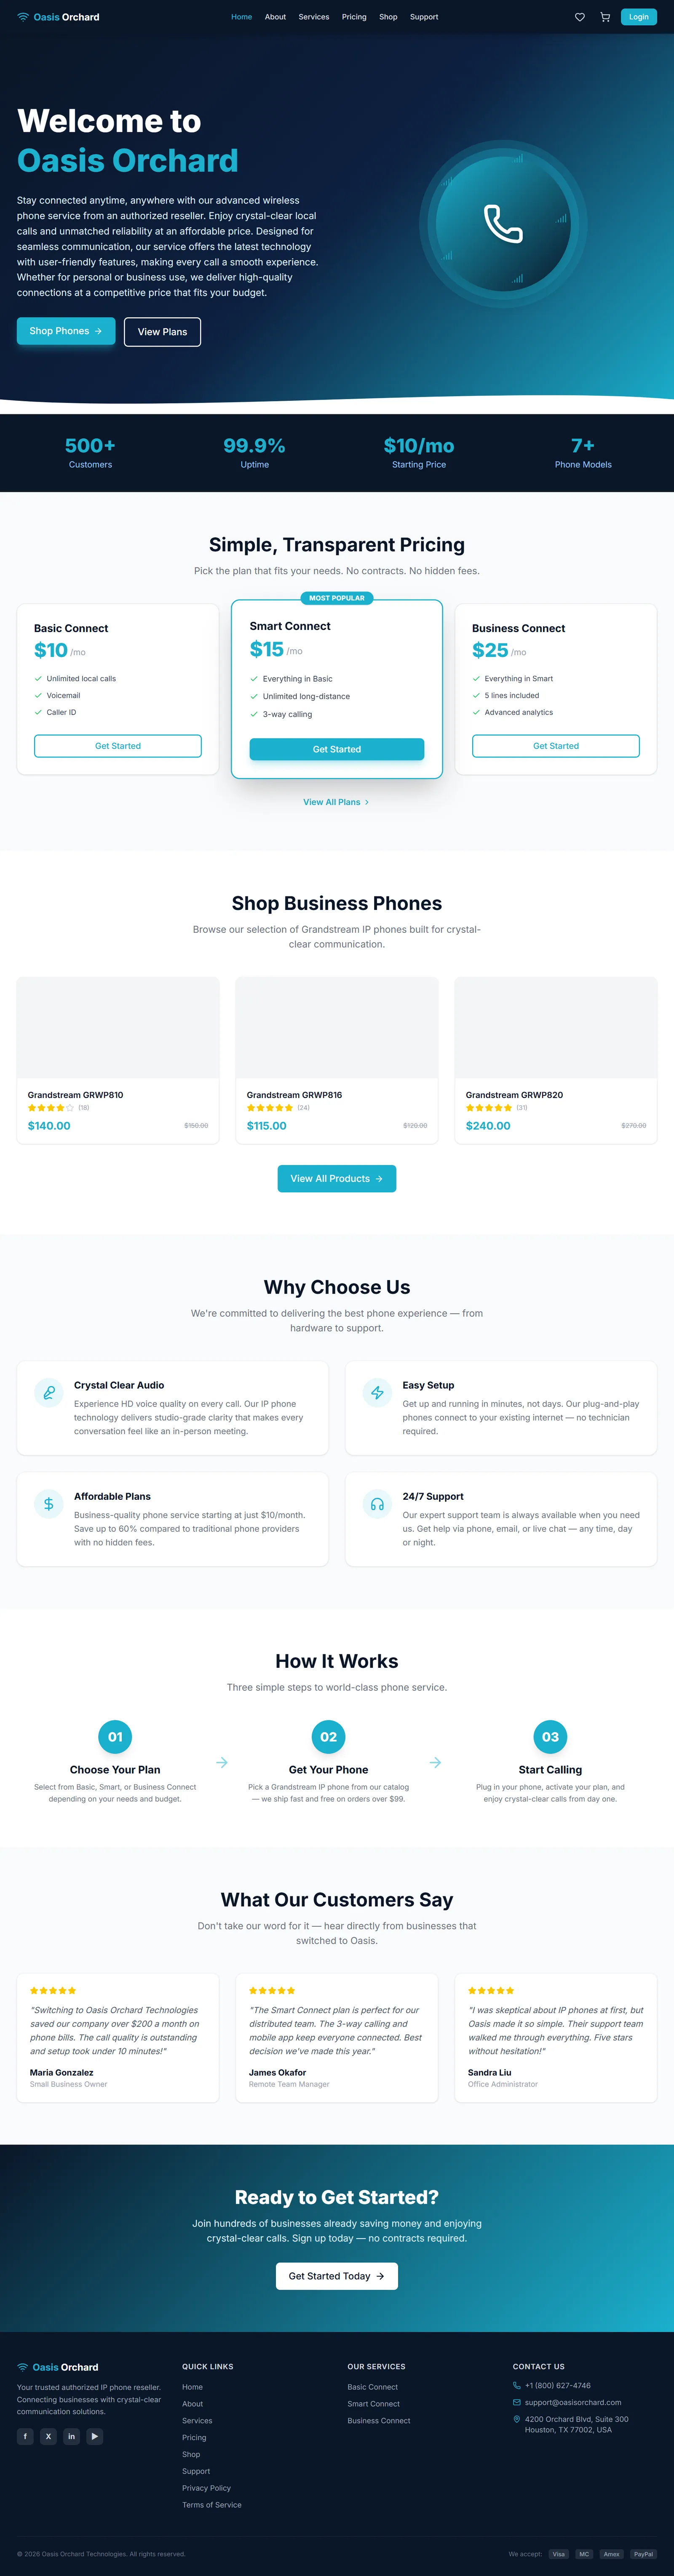 Oasis Orchard
Home About Services Pricing Shop Support
Login
Welcome to
Oasis Orchard
Stay connected anytime, anywhere with our advanced wireless
phone service from an authorized reseller. Enjoy crystal-clear local
calls and unmatched reliability at an affordable price. Designed for
seamless communication, our service offers the latest technology
with user-friendly features, making every call a smooth experience.
Whether for personal or business use, we deliver high-quality
connections at a competitive price that fits your budget.
Shop Phones →
View Plans
500+
Customers
99.9%
Uptime
$10/mo
Starting Price
7+
Phone Models
Simple, Transparent Pricing
Pick the plan that fits your needs. No contracts. No hidden fees.
Basic Connect
$10 /mo
Unlimited local calls
Voicemail
Caller ID
Get Started
MOST POPULAR
Smart Connect
$15 /mo
Everything in Basic
Unlimited long-distance
3-way calling
Get Started
Business Connect
$25 /mo
Everything in Smart
5 lines included
Advanced analytics
Get Started
View All Plans ›
Shop Business Phones
Browse our selection of Grandstream IP phones built for crystal-
clear communication.
Grandstream GRWP810
(18)
$140.00 $150.00
Grandstream GRWP816
(24)
$115.00 $120.00
Grandstream GRWP820
(31)
$240.00 $270.00
View All Products →
Why Choose Us
We're committed to delivering the best phone experience — from
hardware to support.
Crystal Clear Audio
Experience HD voice quality on every call. Our IP phone
technology delivers studio-grade clarity that makes every
conversation feel like an in-person meeting.
Easy Setup
Get up and running in minutes, not days. Our plug-and-play
phones connect to your existing internet — no technician
required.
Affordable Plans
Business-quality phone service starting at just $10/month.
Save up to 60% compared to traditional phone providers
with no hidden fees.
24/7 Support
Our expert support team is always available when you need
us. Get help via phone, email, or live chat — any time, day
or night.
How It Works
Three simple steps to world-class phone service.
01
Choose Your Plan
Select from Basic, Smart, or Business Connect
depending on your needs and budget.
02
Get Your Phone
Pick a Grandstream IP phone from our catalog
— we ship fast and free on orders over $99.
03
Start Calling
Plug in your phone, activate your plan, and
enjoy crystal-clear calls from day one.
What Our Customers Say
Don't take our word for it — hear directly from businesses that
switched to Oasis.
"Switching to Oasis Orchard Technologies
saved our company over $200 a month on
phone bills. The call quality is outstanding
and setup took under 10 minutes!"
Maria Gonzalez
Small Business Owner
"The Smart Connect plan is perfect for our
distributed team. The 3-way calling and
mobile app keep everyone connected. Best
decision we've made this year."
James Okafor
Remote Team Manager
"I was skeptical about IP phones at first, but
Oasis made it so simple. Their support team
walked me through everything. Five stars
without hesitation!"
Sandra Liu
Office Administrator
Ready to Get Started?
Join hundreds of businesses already saving money and enjoying
crystal-clear calls. Sign up today — no contracts required.
Get Started Today →
Oasis Orchard
Your trusted authorized IP phone reseller.
Connecting businesses with crystal-clear
communication solutions.
f X in ▶
QUICK LINKS
Home
About
Services
Pricing
Shop
Support
Privacy Policy
Terms of Service
OUR SERVICES
Basic Connect
Smart Connect
Business Connect
CONTACT US
+1 (800) 627-4746
support@oasisorchard.com
4200 Orchard Blvd, Suite 300
Houston, TX 77002, USA
© 2026 Oasis Orchard Technologies. All rights reserved.
We accept: Visa MC Amex PayPal